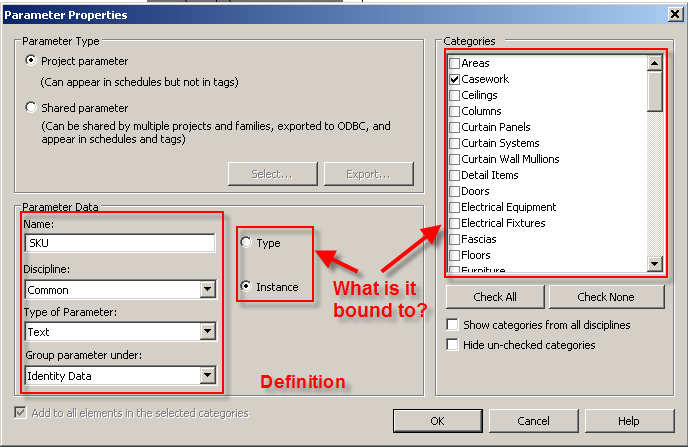 Parameter Properties
Parameter Type
Project parameter
(Can appear in schedules but not in tags)
Shared parameter
(Can be shared by multiple projects and families, exported to ODBC, and
appear in schedules and tags)
Select...
Export...
Parameter Data
Name:
SKU
Discipline:
Common
Type of Parameter:
Text
Group parameter under:
Identity Data
Type
Instance
What is it
bound to?
Definition
Add to all elements in the selected categories
Categories
Areas
Casework
Ceilings
Columns
Curtain Panels
Curtain Systems
Curtain Wall Mullions
Detail Items
Doors
Electrical Equipment
Electrical Fixtures
Fascias
Floors
Furniture
Check All
Check None
Show categories from all disciplines
Hide un-checked categories
OK
Cancel
Help